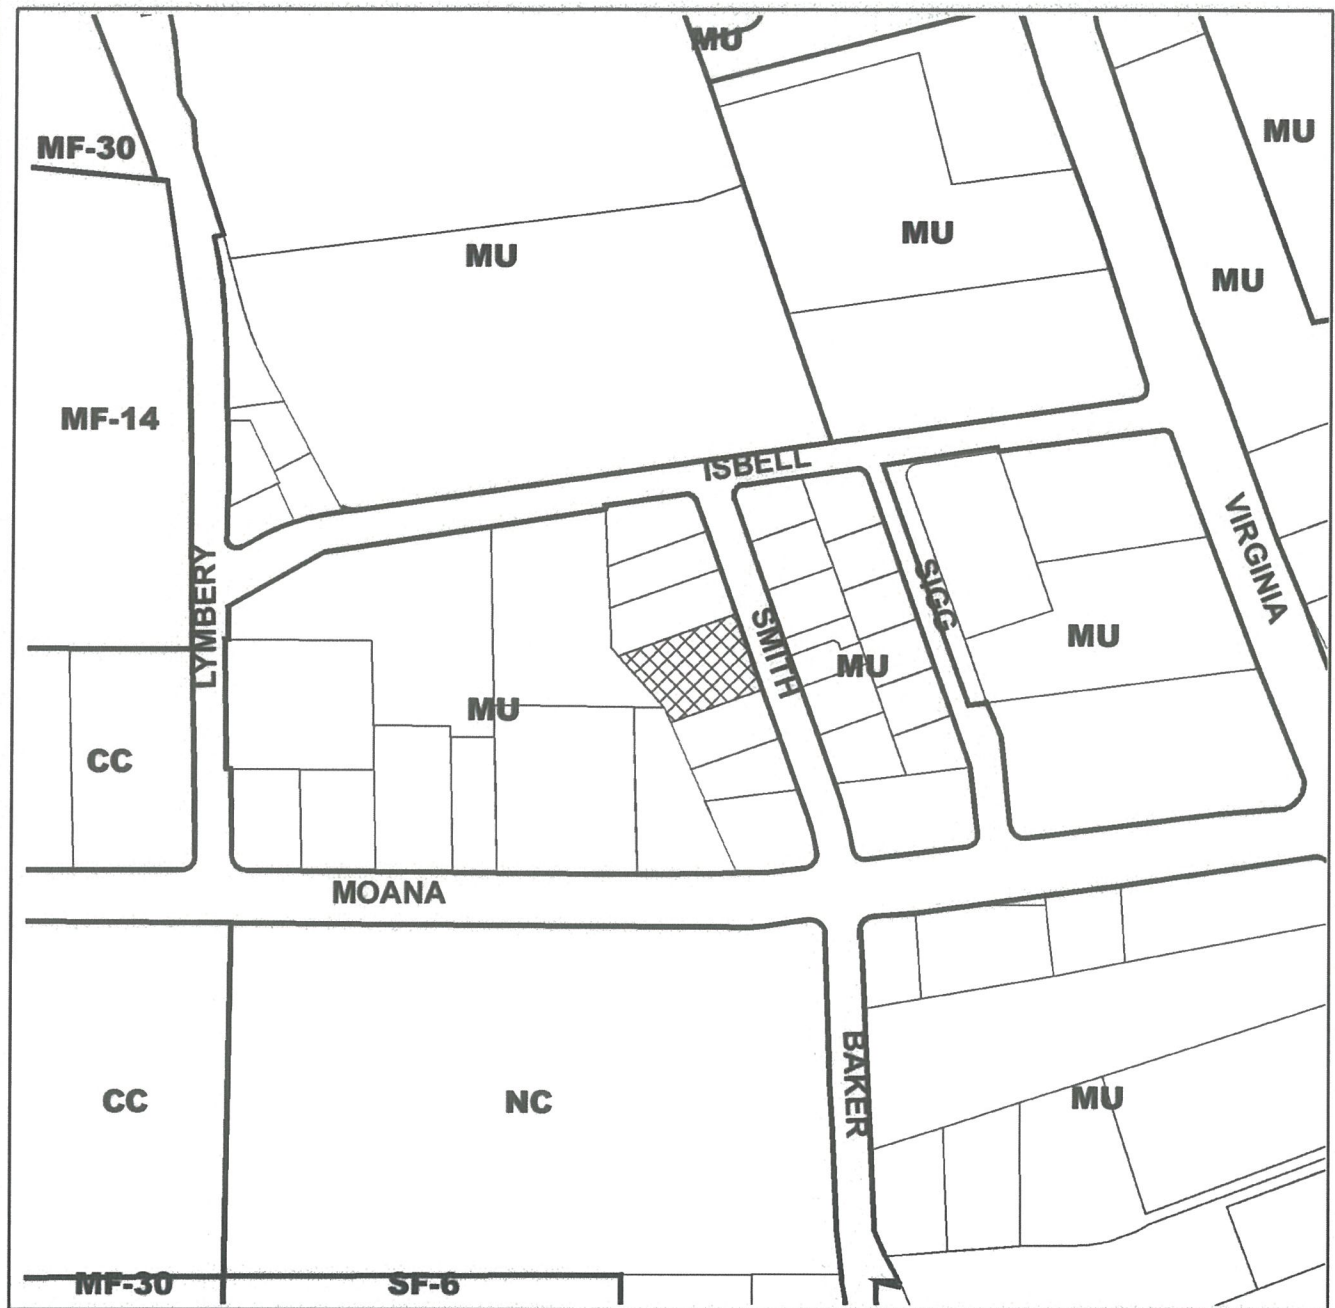 MU
MU
MF-30
MU
MU
MU
MF-14
ISBELL
VIRGINIA
LYMBERY
SIGG
SMITH
MU
MU
MU
CC
MOANA
BAKER
CC
NC
MU
MF-30
SF-6